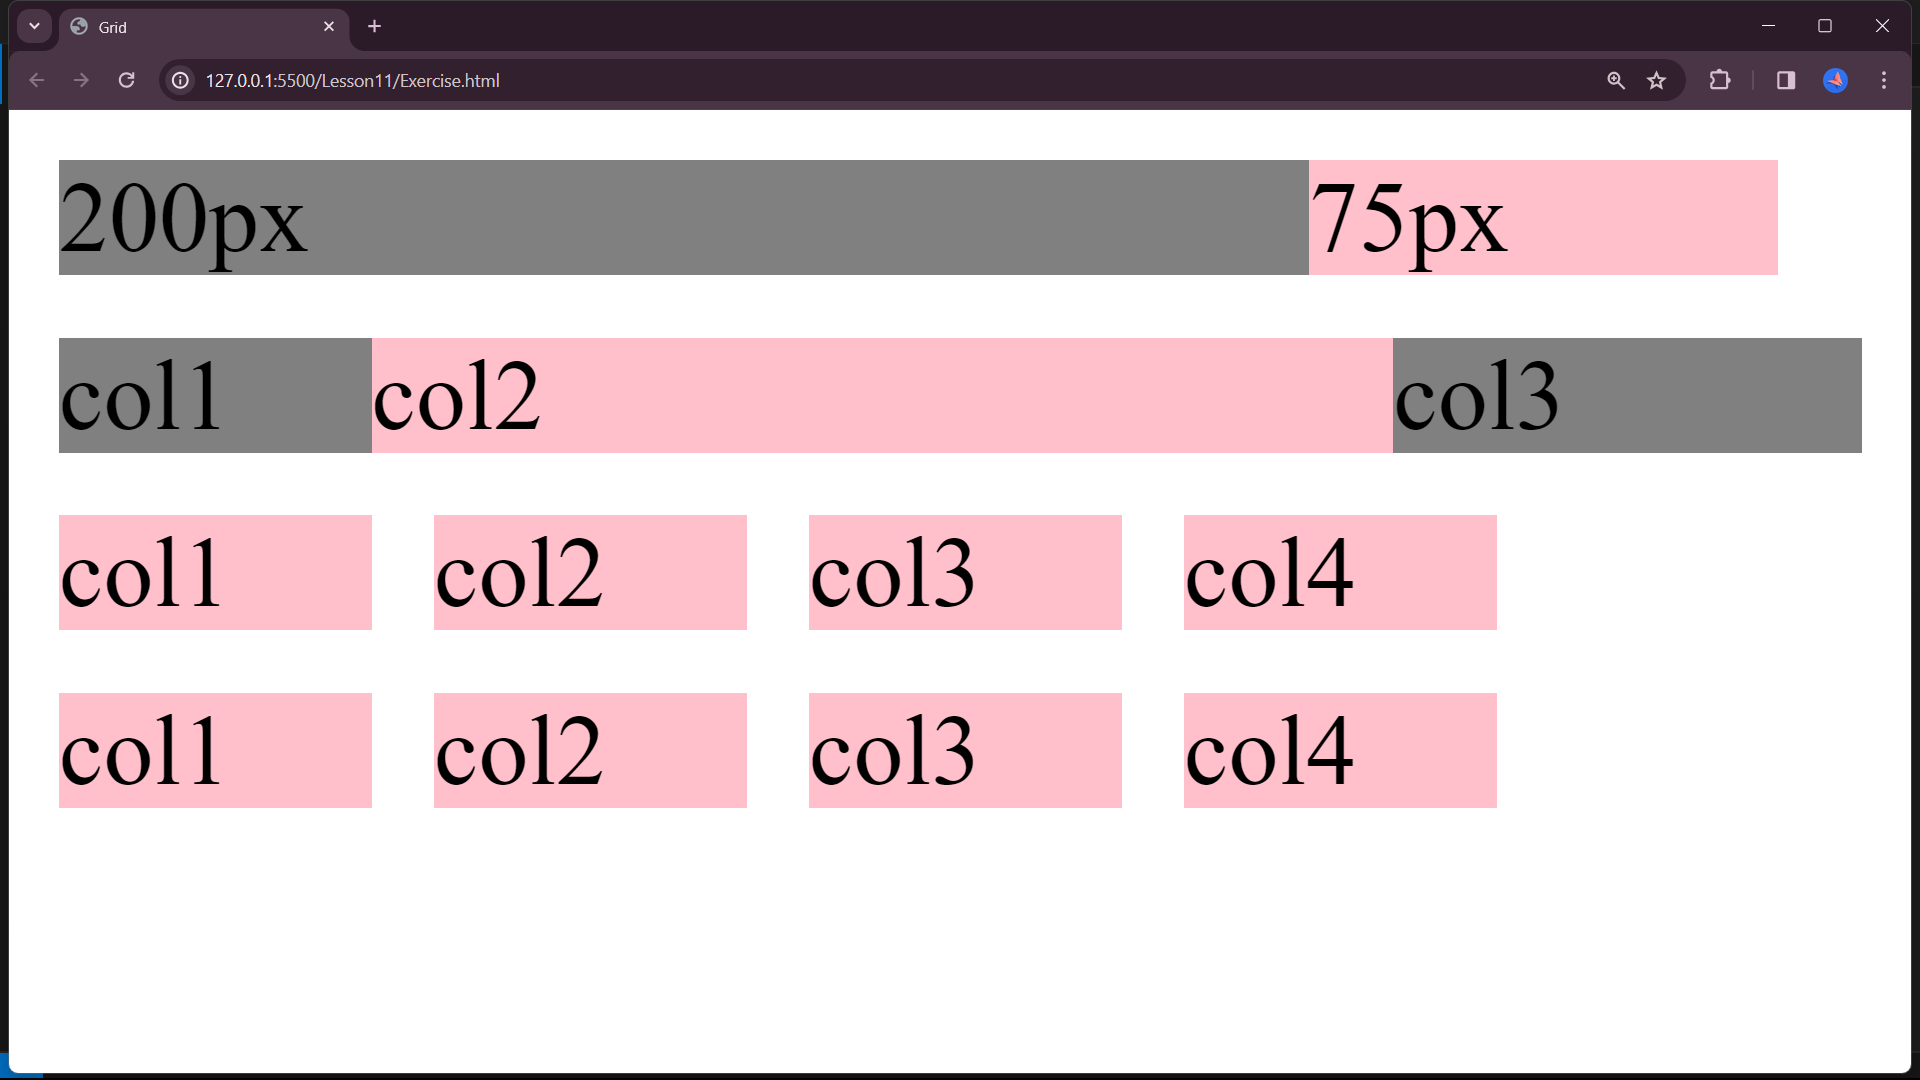 Grid
127.0.0.1:5500/Lesson11/Exercise.html
200px 75px
col1 col2 col3
col1 col2 col3 col4
col1 col2 col3 col4